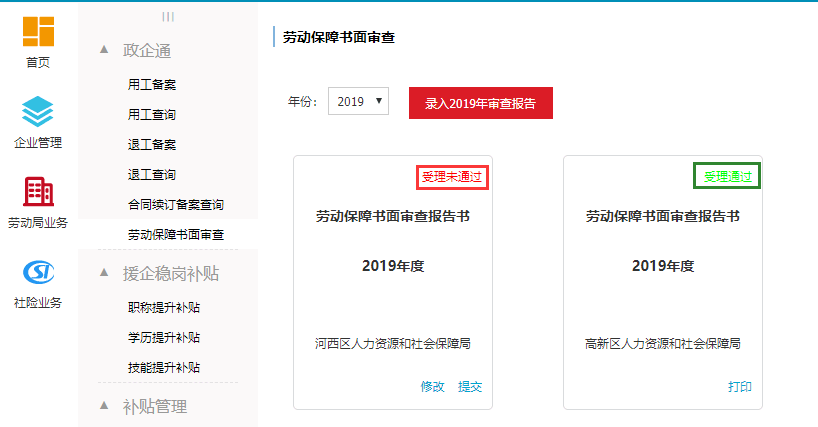 首页
企业管理
劳动局业务
社险业务
政企通
用工备案
用工查询
退工备案
退工查询
合同续订备案查询
劳动保障书面审查
援企稳岗补贴
职称提升补贴
学历提升补贴
技能提升补贴
补贴管理
劳动保障书面审查
年份: 2019 录入2019年审查报告
受理未通过
劳动保障书面审查报告书
2019年度
河西区人力资源和社会保障局
修改 提交
受理通过
劳动保障书面审查报告书
2019年度
高新区人力资源和社会保障局
打印